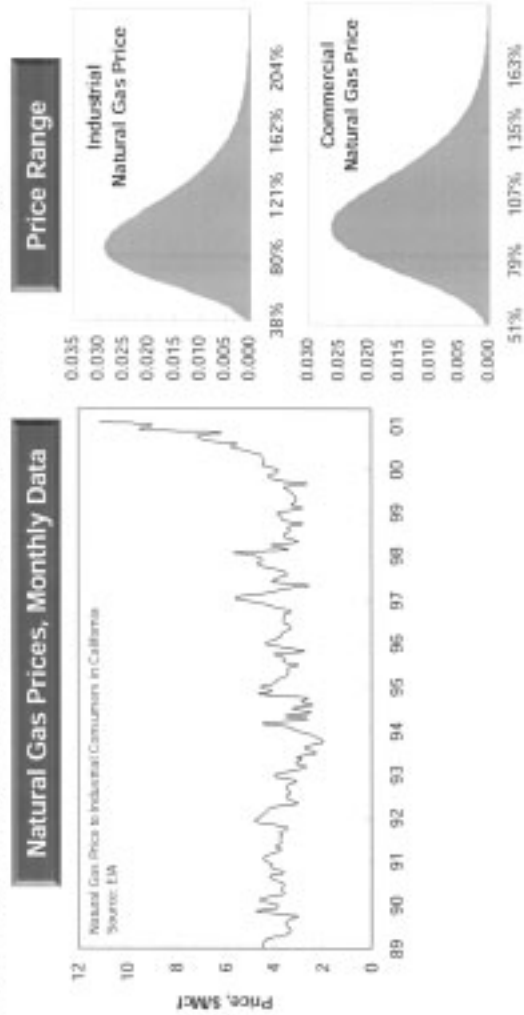 Natural Gas Prices, Monthly Data
Natural Gas Price to Industrial Consumers in California
Source: EIA
Price, $/Mcf
12
10
8
6
4
2
0
89 90 91 92 93 94 95 96 97 98 99 00 01
Price Range
Industrial
Natural Gas Price
0.035
0.030
0.025
0.020
0.015
0.010
0.005
0.000
38% 80% 121% 162% 204%
Commercial
Natural Gas Price
0.030
0.025
0.020
0.015
0.010
0.005
0.000
51% 79% 107% 135% 163%